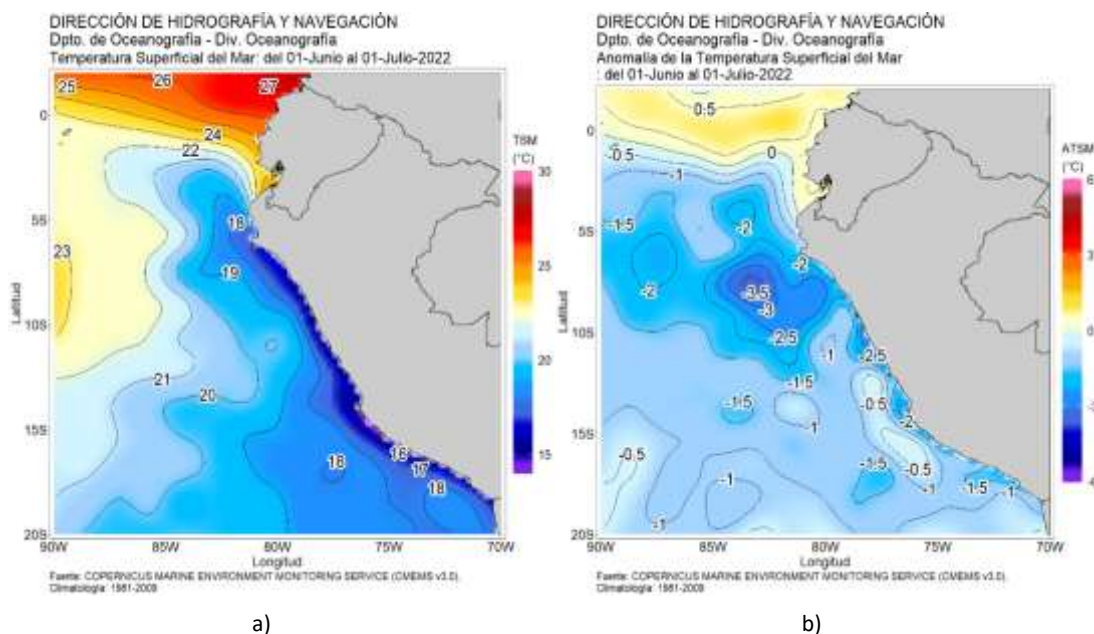 DIRECCIÓN DE HIDROGRAFÍA Y NAVEGACIÓN
Dpto. de Oceanografía - Div. Oceanografía
Temperatura Superficial del Mar: del 01-Junio al 01-Julio-2022
26
27
25
24
22
18
23
19
21
20
18
16
17
18
0
5S
10S
15S
20S
Latitud
90W
85W
80W
75W
70W
Longitud
TSM
(°C)
30
25
20
15
Fuente: COPERNICUS MARINE ENVIRONMENT MONITORING SERVICE (CMEMS v3.0).
Climatología: 1981-2009
a)
DIRECCIÓN DE HIDROGRAFÍA Y NAVEGACIÓN
Dpto. de Oceanografía - Div. Oceanografía
Anomalía de la Temperatura Superficial del Mar
: del 01-Junio al 01-Julio-2022
0.5
-0.5
0
-1
-1.5
-2
-2
-2
-3.5
-3
-2.5
-1
-2.5
-1.5
-0.5
-1.5
-1
-2
-0.5
-1.5
-0.5
-1
-1
-1.5
-1
-1
0
5S
10S
15S
20S
Latitud
90W
85W
80W
75W
70W
Longitud
ATSM
(°C)
6
3
0
Fuente: COPERNICUS MARINE ENVIRONMENT MONITORING SERVICE (CMEMS v3.0).
Climatología: 1981-2009
b)